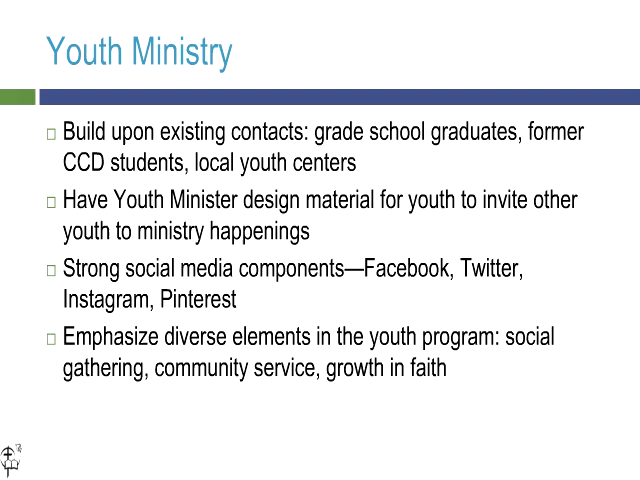 Youth Ministry
Build upon existing contacts: grade school graduates, former
CCD students, local youth centers
Have Youth Minister design material for youth to invite other
youth to ministry happenings
Strong social media components—Facebook, Twitter,
Instagram, Pinterest
Emphasize diverse elements in the youth program: social
gathering, community service, growth in faith